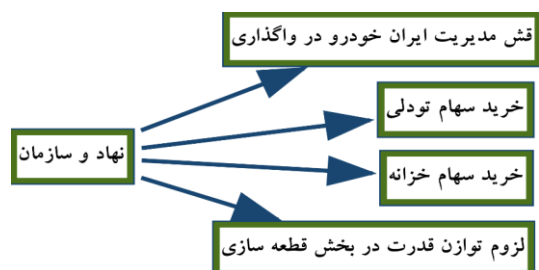 قش مدیریت ایران خودرو در واگذاری
خرید سهام تودلی
نهاد و سازمان
خرید سهام خزانه
لزوم توازن قدرت در بخش قطعه سازی